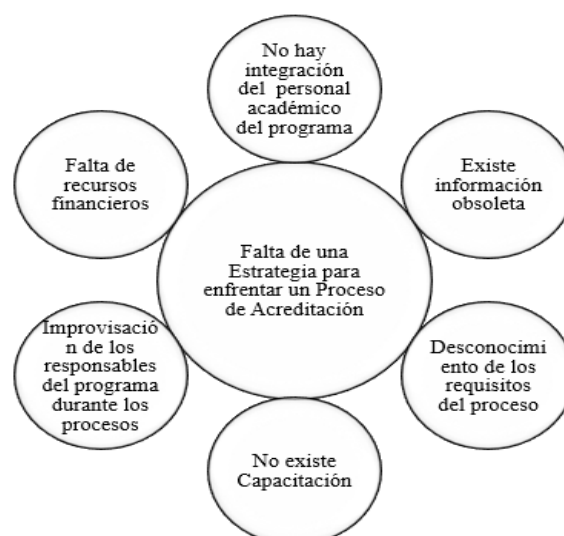 No hay
integración
del personal
académico
del programa
Falta de
recursos
financieros
Existe
información
obsoleta
Falta de una
Estrategia para
enfrentar un Proceso
de Acreditación
Improvisació
n de los
responsables
del programa
durante los
procesos
Desconocimi
ento de los
requisitos
del proceso
No existe
Capacitación